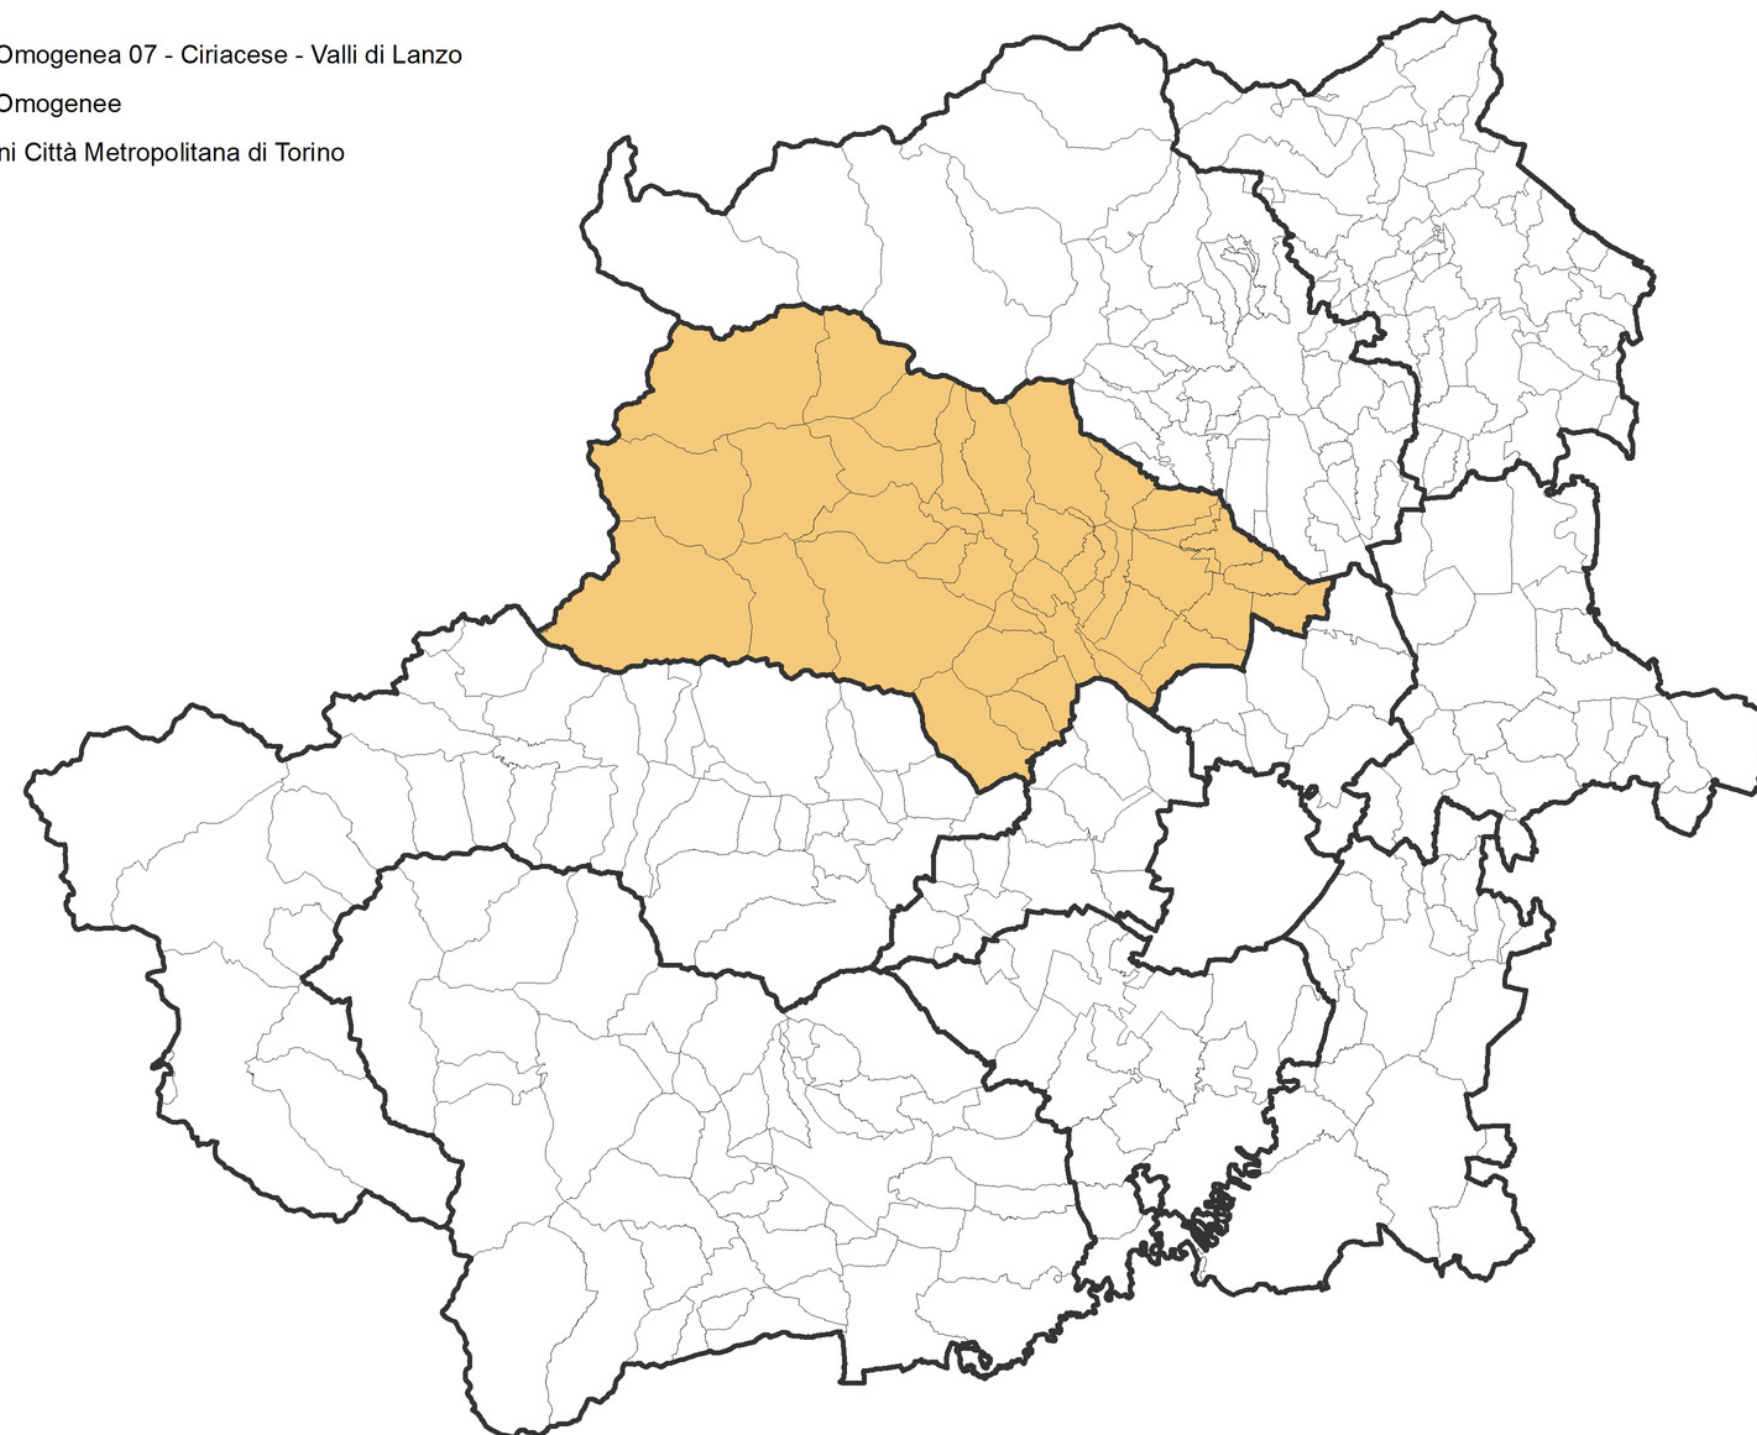 Omogenea 07 - Ciriacese - Valli di Lanzo
Omogenee
ni Città Metropolitana di Torino